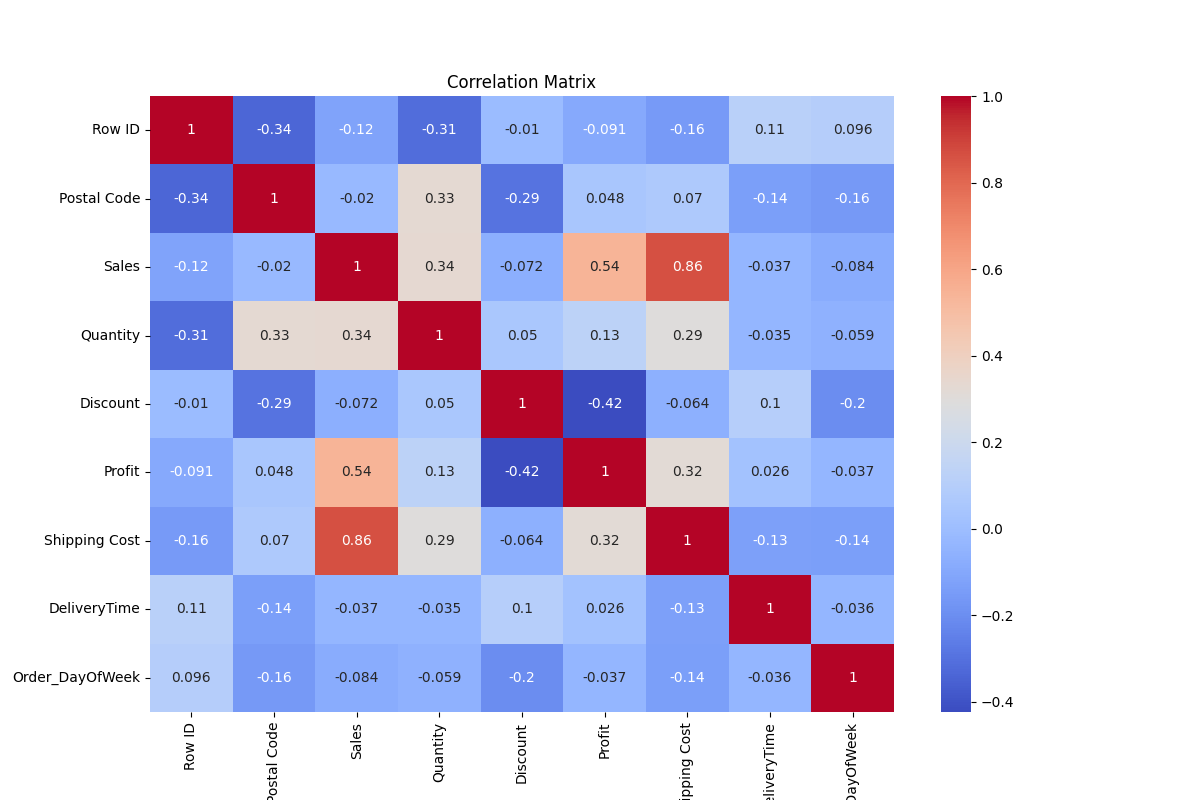 Correlation Matrix
Row ID 1 -0.34 -0.12 -0.31 -0.01 -0.091 -0.16 0.11 0.096
Postal Code -0.34 1 -0.02 0.33 -0.29 0.048 0.07 -0.14 -0.16
Sales -0.12 -0.02 1 0.34 -0.072 0.54 0.86 -0.037 -0.084
Quantity -0.31 0.33 0.34 1 0.05 0.13 0.29 -0.035 -0.059
Discount -0.01 -0.29 -0.072 0.05 1 -0.42 -0.064 0.1 -0.2
Profit -0.091 0.048 0.54 0.13 -0.42 1 0.32 0.026 -0.037
Shipping Cost -0.16 0.07 0.86 0.29 -0.064 0.32 1 -0.13 -0.14
DeliveryTime 0.11 -0.14 -0.037 -0.035 0.1 0.026 -0.13 1 -0.036
Order_DayOfWeek 0.096 -0.16 -0.084 -0.059 -0.2 -0.037 -0.14 -0.036 1
Row ID
Postal Code
Sales
Quantity
Discount
Profit
ipping Cost
eliveryTime
DayOfWeek
1.0
0.8
0.6
0.4
0.2
0.0
−0.2
−0.4